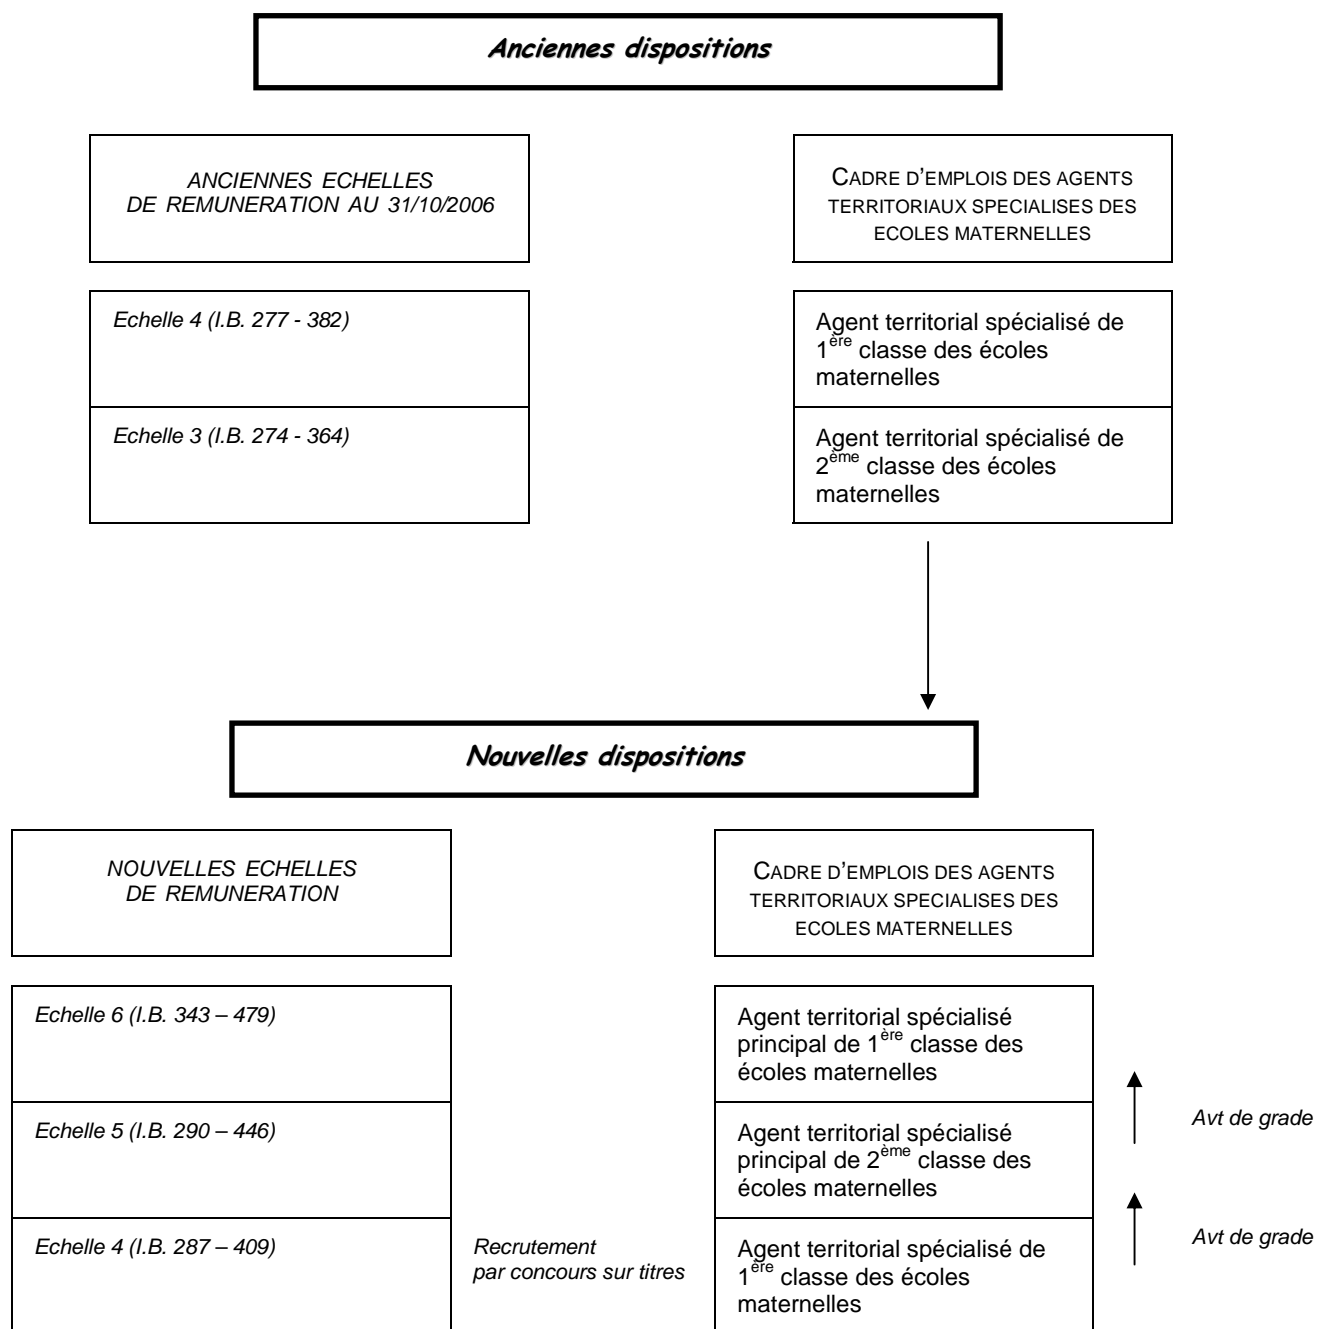 Anciennes dispositions
ANCIENNES ECHELLES
DE REMUNERATION AU 31/10/2006
CADRE D'EMPLOIS DES AGENTS
TERRITORIAUX SPECIALISES DES
ECOLES MATERNELLES
Echelle 4 (I.B. 277 - 382)
Agent territorial spécialisé de
1ère classe des écoles
maternelles
Echelle 3 (I.B. 274 - 364)
Agent territorial spécialisé de
2ème classe des écoles
maternelles
Nouvelles dispositions
NOUVELLES ECHELLES
DE REMUNERATION
CADRE D'EMPLOIS DES AGENTS
TERRITORIAUX SPECIALISES DES
ECOLES MATERNELLES
Echelle 6 (I.B. 343 – 479)
Agent territorial spécialisé
principal de 1ère classe des
écoles maternelles
Avt de grade
Echelle 5 (I.B. 290 – 446)
Agent territorial spécialisé
principal de 2ème classe des
écoles maternelles
Avt de grade
Echelle 4 (I.B. 287 – 409)
Recrutement
par concours sur titres
Agent territorial spécialisé de
1ère classe des écoles
maternelles